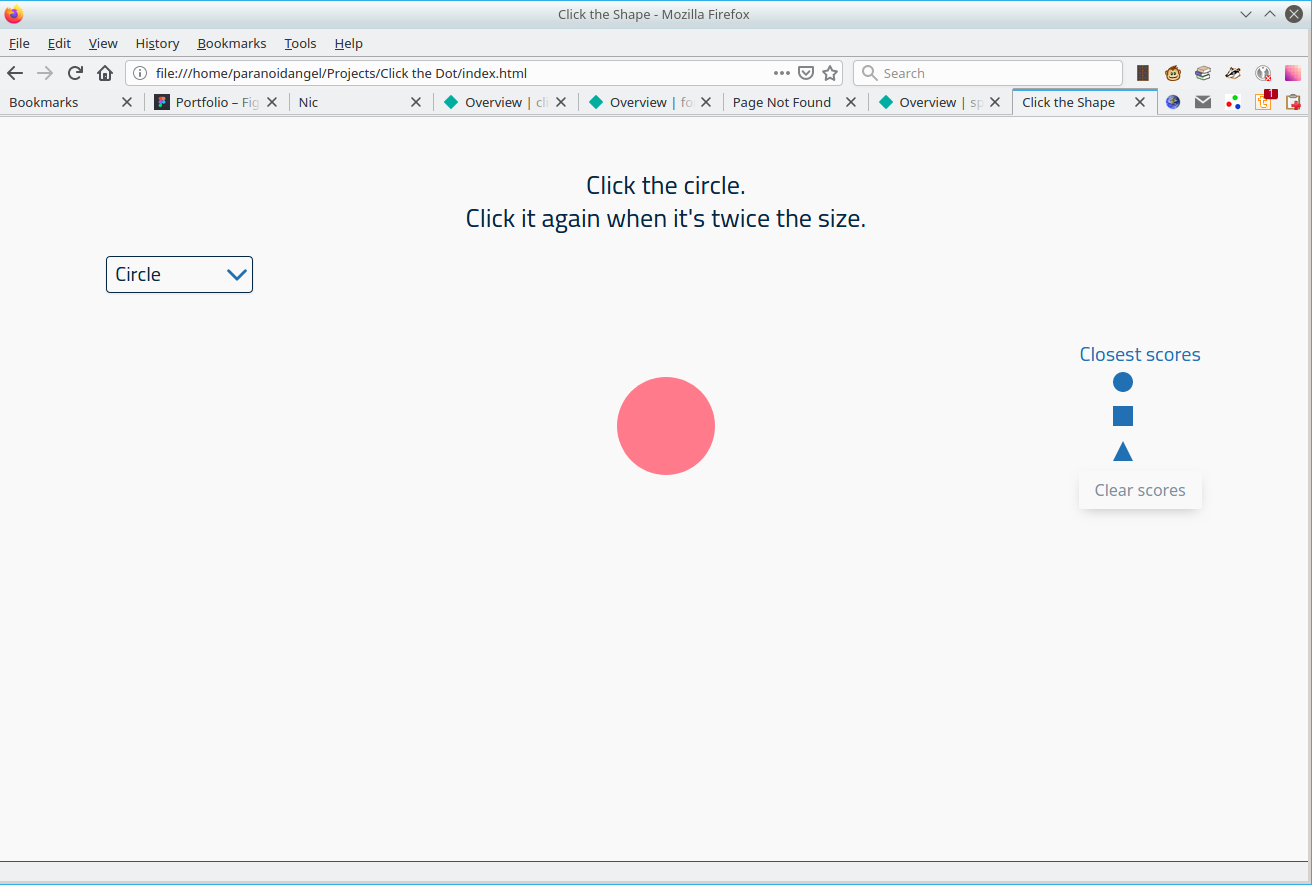 Click the Shape - Mozilla Firefox
File Edit View History Bookmarks Tools Help
file:///home/paranoidangel/Projects/Click the Dot/index.html
Search
Bookmarks
Portfolio – Fig
Nic
Overview | cli
Overview | fo
Page Not Found
Overview | sp
Click the Shape
1
Click the circle.
Click it again when it's twice the size.
Circle
Closest scores
Clear scores